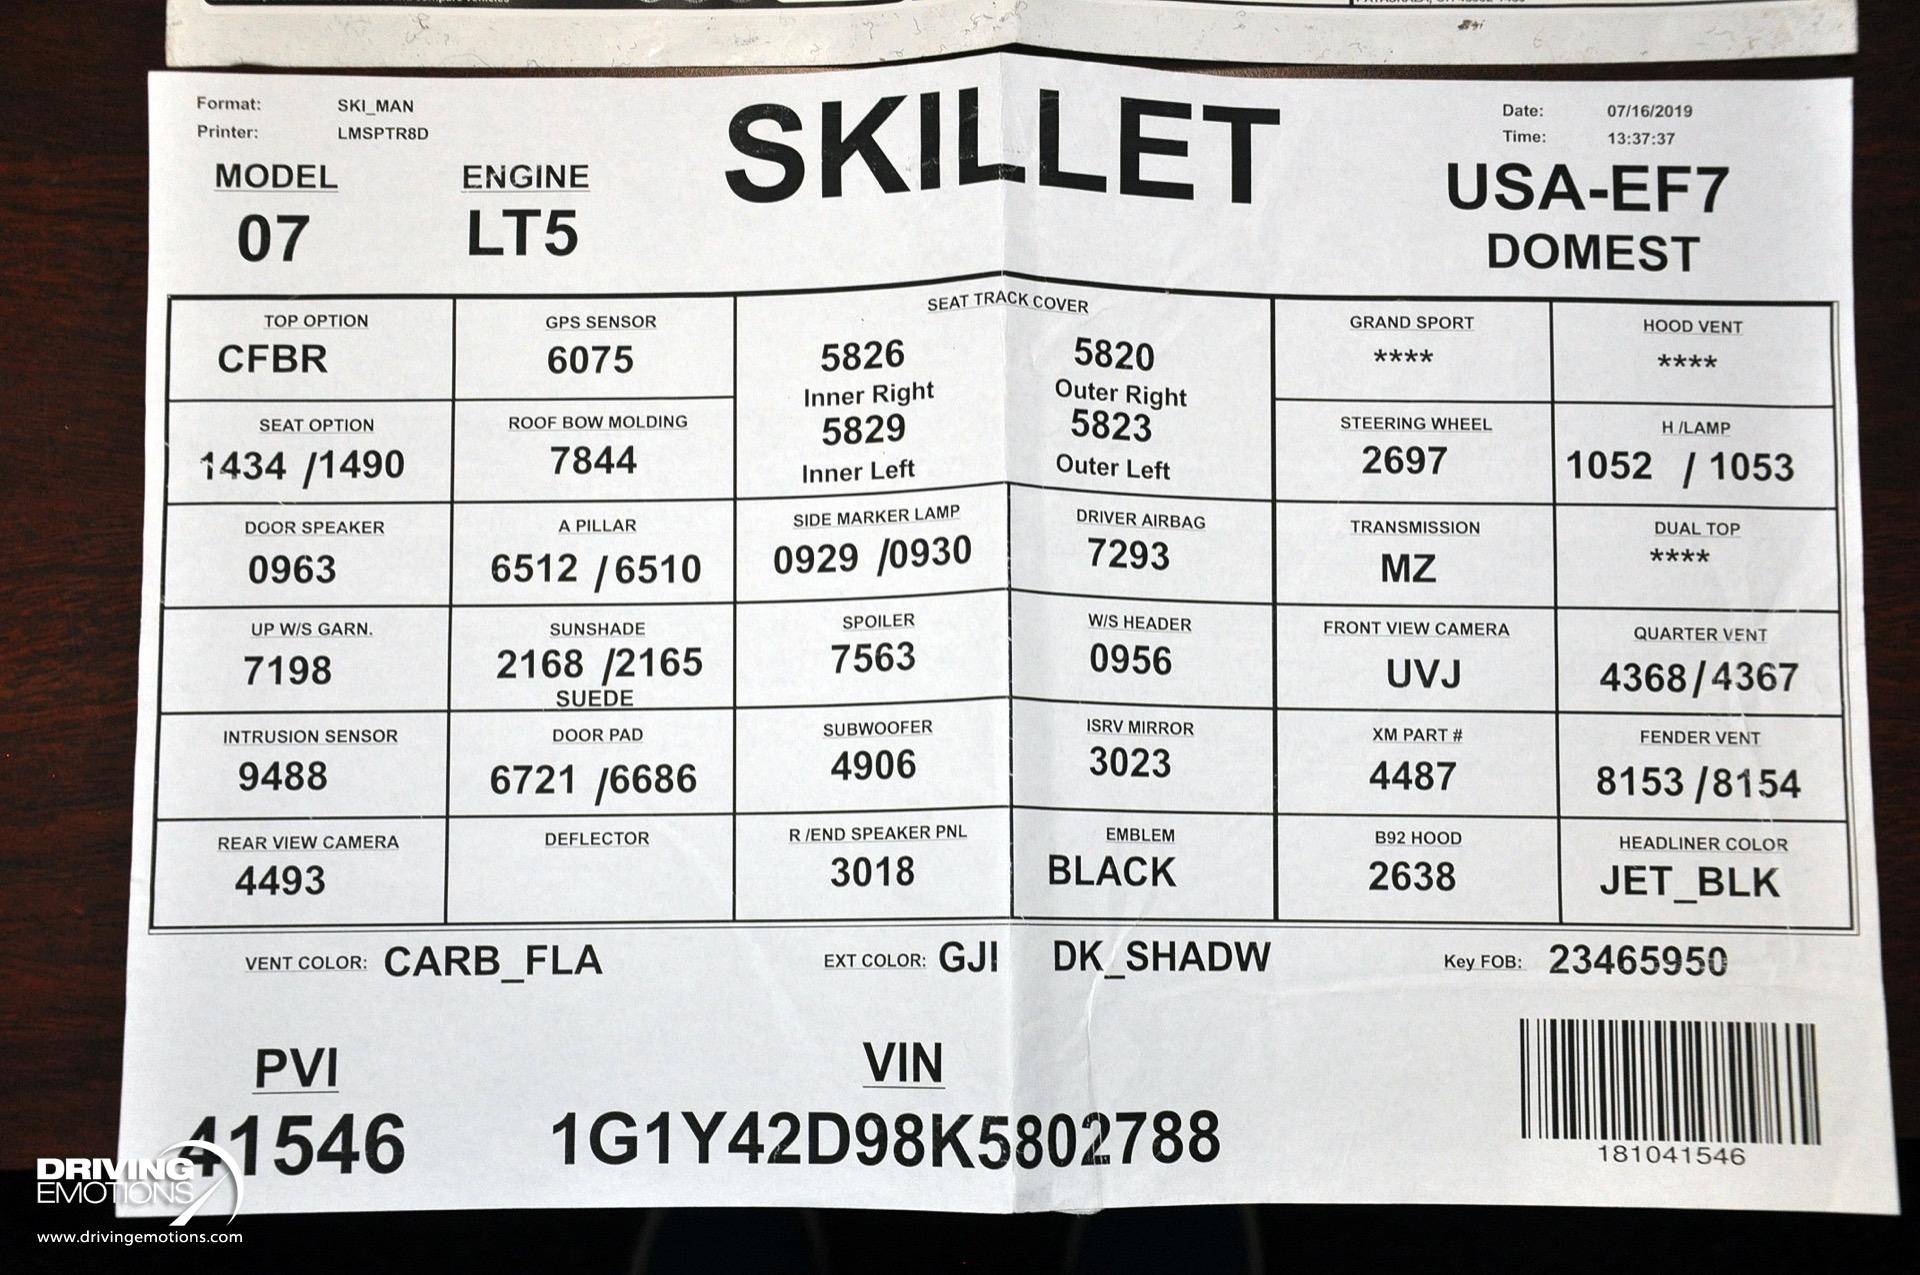 Format: SKI_MAN
Printer: LMSPTR8D
SKILLET
Date: 07/16/2019
Time: 13:37:37
MODEL
07
ENGINE
LT5
USA-EF7
DOMEST
TOP OPTION
CFBR
GPS SENSOR
6075
SEAT TRACK COVER
5826
Inner Right
5829
Inner Left
5820
Outer Right
5823
Outer Left
GRAND SPORT
****
HOOD VENT
****
SEAT OPTION
1434 /1490
ROOF BOW MOLDING
7844
STEERING WHEEL
2697
H /LAMP
1052 / 1053
DOOR SPEAKER
0963
A PILLAR
6512 /6510
SIDE MARKER LAMP
0929 /0930
DRIVER AIRBAG
7293
TRANSMISSION
MZ
DUAL TOP
****
UP W/S GARN.
7198
SUNSHADE
2168 /2165
SUEDE
SPOILER
7563
W/S HEADER
0956
FRONT VIEW CAMERA
UVJ
QUARTER VENT
4368/4367
INTRUSION SENSOR
9488
DOOR PAD
6721 /6686
SUBWOOFER
4906
ISRV MIRROR
3023
XM PART #
4487
FENDER VENT
8153 /8154
REAR VIEW CAMERA
4493
DEFLECTOR
R /END SPEAKER PNL
3018
EMBLEM
BLACK
B92 HOOD
2638
HEADLINER COLOR
JET_BLK
VENT COLOR: CARB_FLA
EXT COLOR: GJI DK_SHADW
Key FOB: 23465950
PVI
41546
VIN
1G1Y42D98K5802788
181041546
DRIVING
EMOTIONS
www.drivingemotions.com